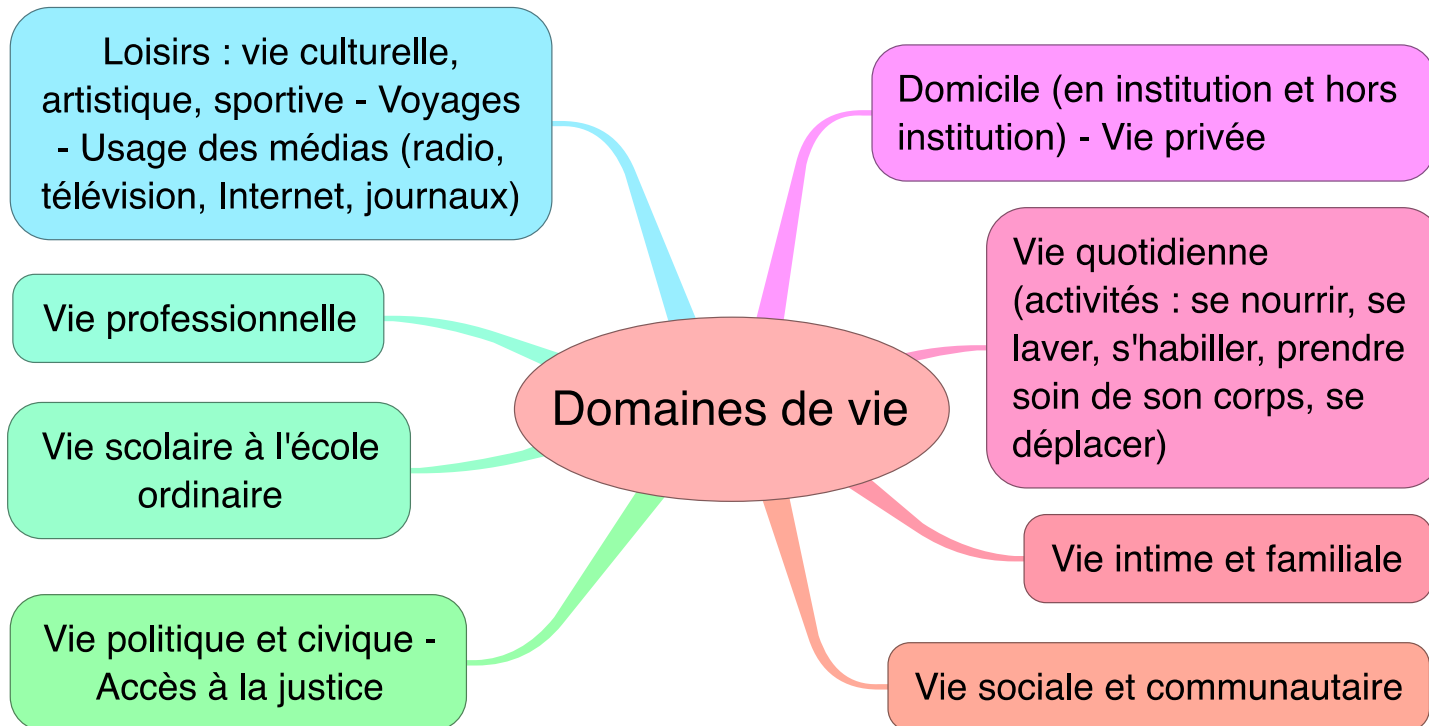 Loisirs : vie culturelle,
artistique, sportive - Voyages
- Usage des médias (radio,
télévision, Internet, journaux)
Vie professionnelle
Vie scolaire à l'école
ordinaire
Vie politique et civique -
Accès à la justice
Domaines de vie
Domicile (en institution et hors
institution) - Vie privée
Vie quotidienne
(activités : se nourrir, se
laver, s'habiller, prendre
soin de son corps, se
déplacer)
Vie intime et familiale
Vie sociale et communautaire